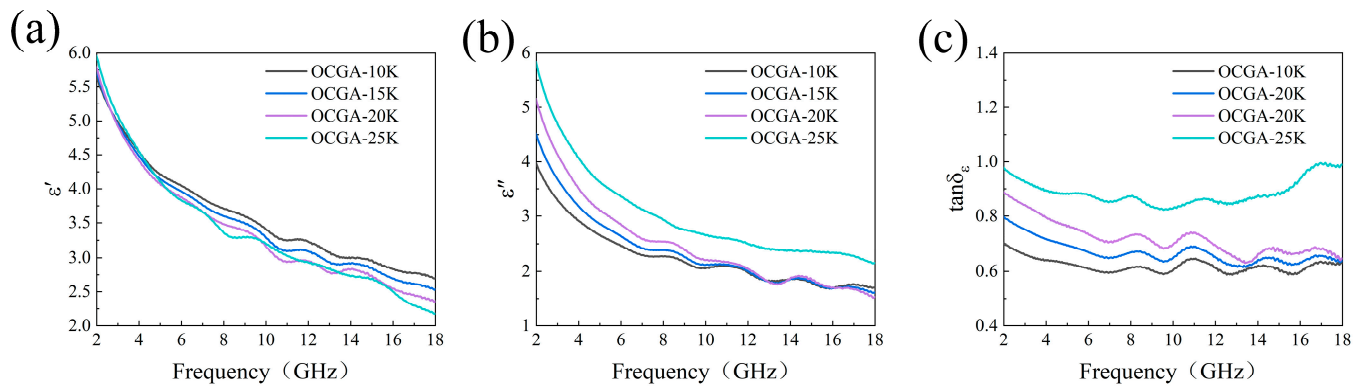 (a)
6.0
5.5
5.0
4.5
4.0
3.5
3.0
2.5
2.0
ε′
OCGA-10K
OCGA-15K
OCGA-20K
OCGA-25K
2 4 6 8 10 12 14 16 18
Frequency（GHz）
(b)
6
5
4
3
2
1
ε″
OCGA-10K
OCGA-15K
OCGA-20K
OCGA-25K
2 4 6 8 10 12 14 16 18
Frequency（GHz）
(c)
1.4
1.2
1.0
0.8
0.6
0.4
tanδε
OCGA-10K
OCGA-20K
OCGA-20K
OCGA-25K
2 4 6 8 10 12 14 16 18
Frequency（GHz）